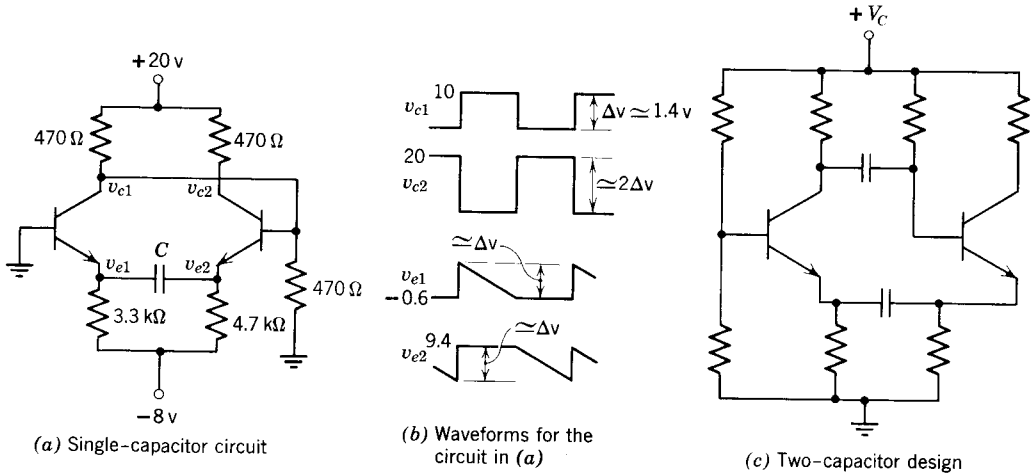 +20 v
470 Ω
470 Ω
v_c1
v_c2
C
v_e1
v_e2
3.3 kΩ
4.7 kΩ
470 Ω
−8 v
(a) Single-capacitor circuit
10
v_c1
Δv ≃ 1.4 v
20
v_c2
≃2Δv
≃Δv
v_e1
−0.6
≃Δv
9.4
v_e2
(b) Waveforms for the
circuit in (a)
+ V_C
(c) Two-capacitor design